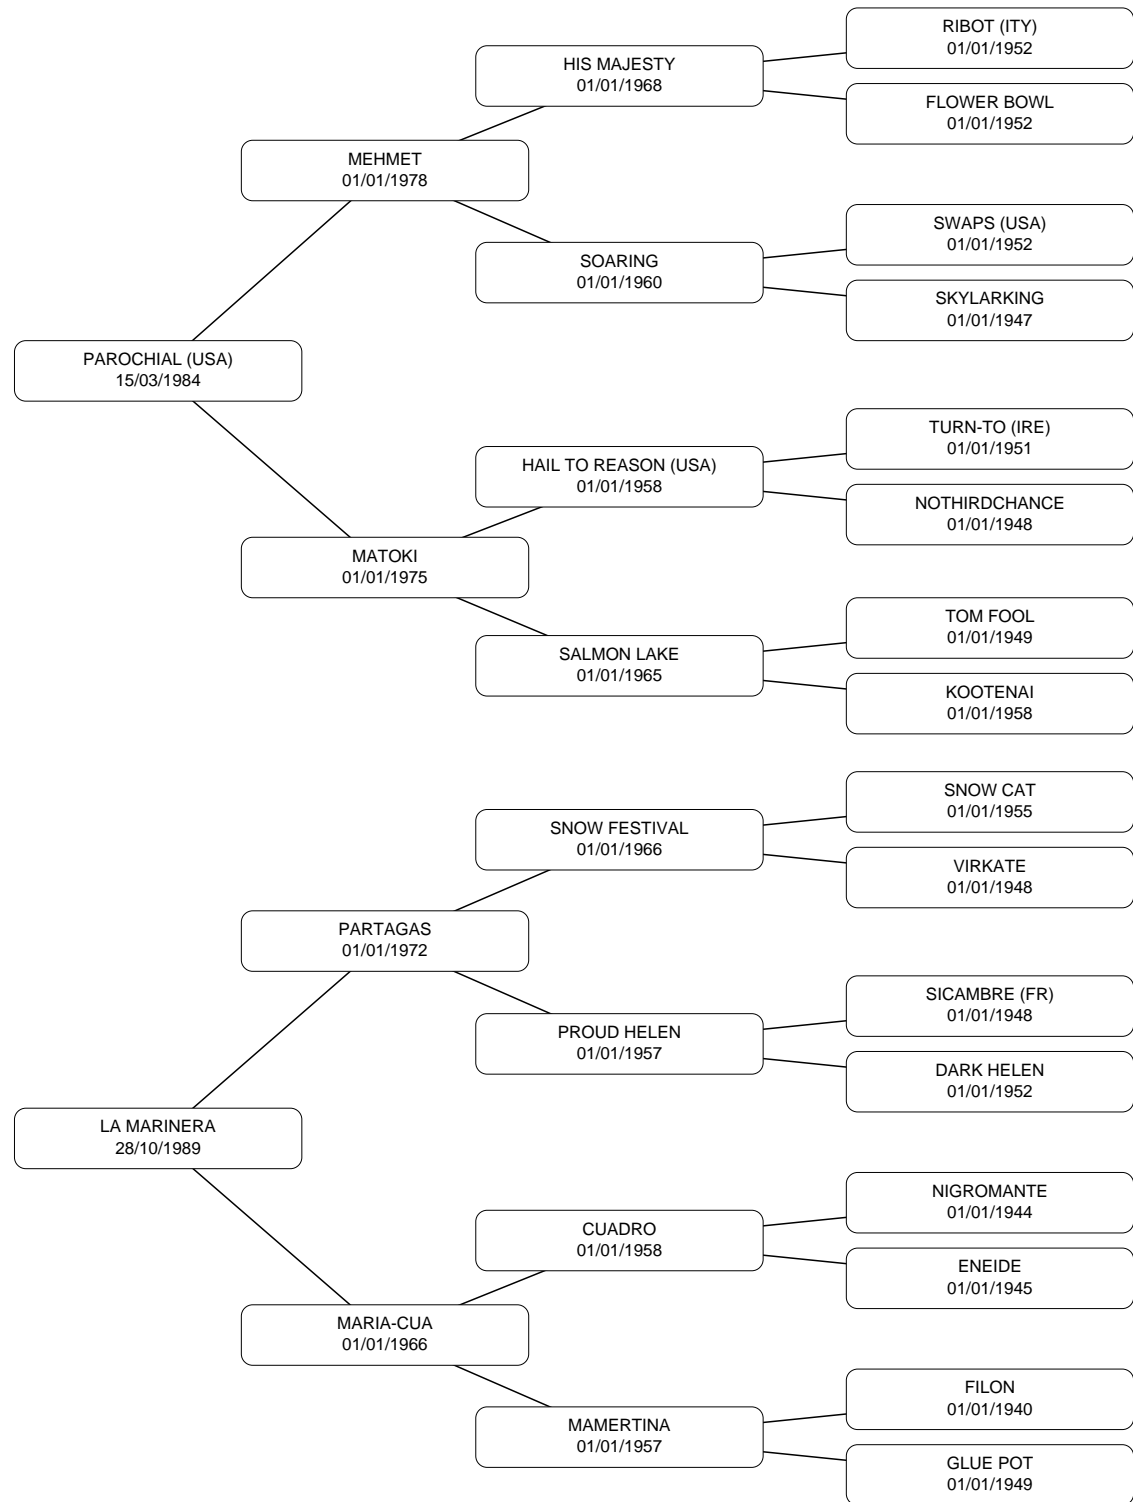 RIBOT (ITY)
01/01/1952
HIS MAJESTY
01/01/1968
FLOWER BOWL
01/01/1952
MEHMET
01/01/1978
SWAPS (USA)
01/01/1952
SOARING
01/01/1960
SKYLARKING
01/01/1947
PAROCHIAL (USA)
15/03/1984
TURN-TO (IRE)
01/01/1951
HAIL TO REASON (USA)
01/01/1958
NOTHIRDCHANCE
01/01/1948
MATOKI
01/01/1975
TOM FOOL
01/01/1949
SALMON LAKE
01/01/1965
KOOTENAI
01/01/1958
SNOW CAT
01/01/1955
SNOW FESTIVAL
01/01/1966
VIRKATE
01/01/1948
PARTAGAS
01/01/1972
SICAMBRE (FR)
01/01/1948
PROUD HELEN
01/01/1957
DARK HELEN
01/01/1952
LA MARINERA
28/10/1989
NIGROMANTE
01/01/1944
CUADRO
01/01/1958
ENEIDE
01/01/1945
MARIA-CUA
01/01/1966
FILON
01/01/1940
MAMERTINA
01/01/1957
GLUE POT
01/01/1949